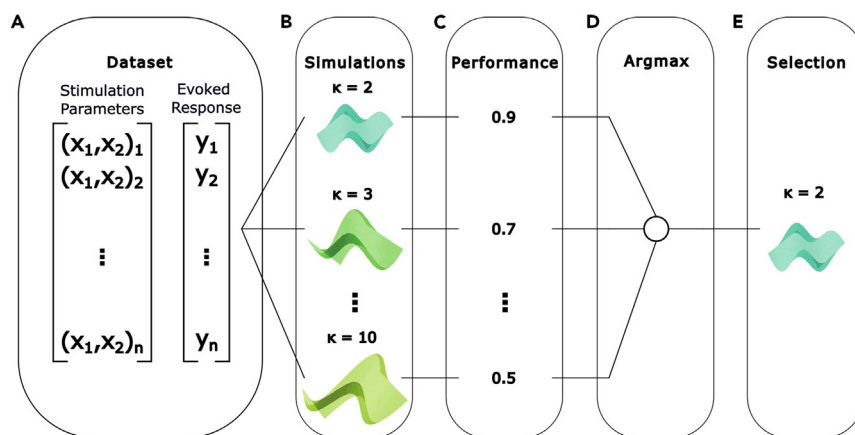 A
B
C
D
E
Dataset
Simulations
Performance
Argmax
Selection
Stimulation
Parameters
Evoked
Response
(x₁,x₂)₁
y₁
(x₁,x₂)₂
y₂
⋮
⋮
(x₁,x₂)ₙ
yₙ
κ = 2
κ = 3
⋮
κ = 10
0.9
0.7
⋮
0.5
κ = 2